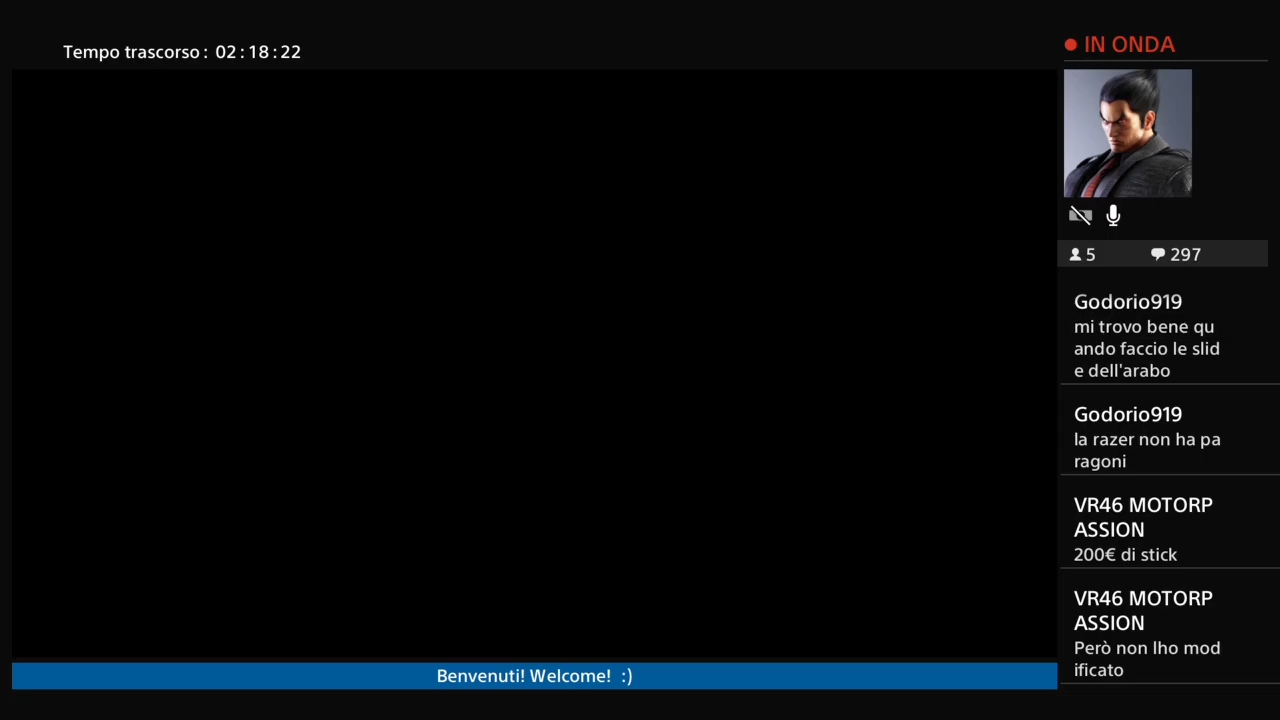 Tempo trascorso : 02 : 18 : 22
IN ONDA
5 297
Godorio919
mi trovo bene qu
ando faccio le slid
e dell'arabo
Godorio919
la razer non ha pa
ragoni
VR46 MOTORP
ASSION
200€ di stick
VR46 MOTORP
ASSION
Però non lho mod
ificato
Benvenuti! Welcome! :)